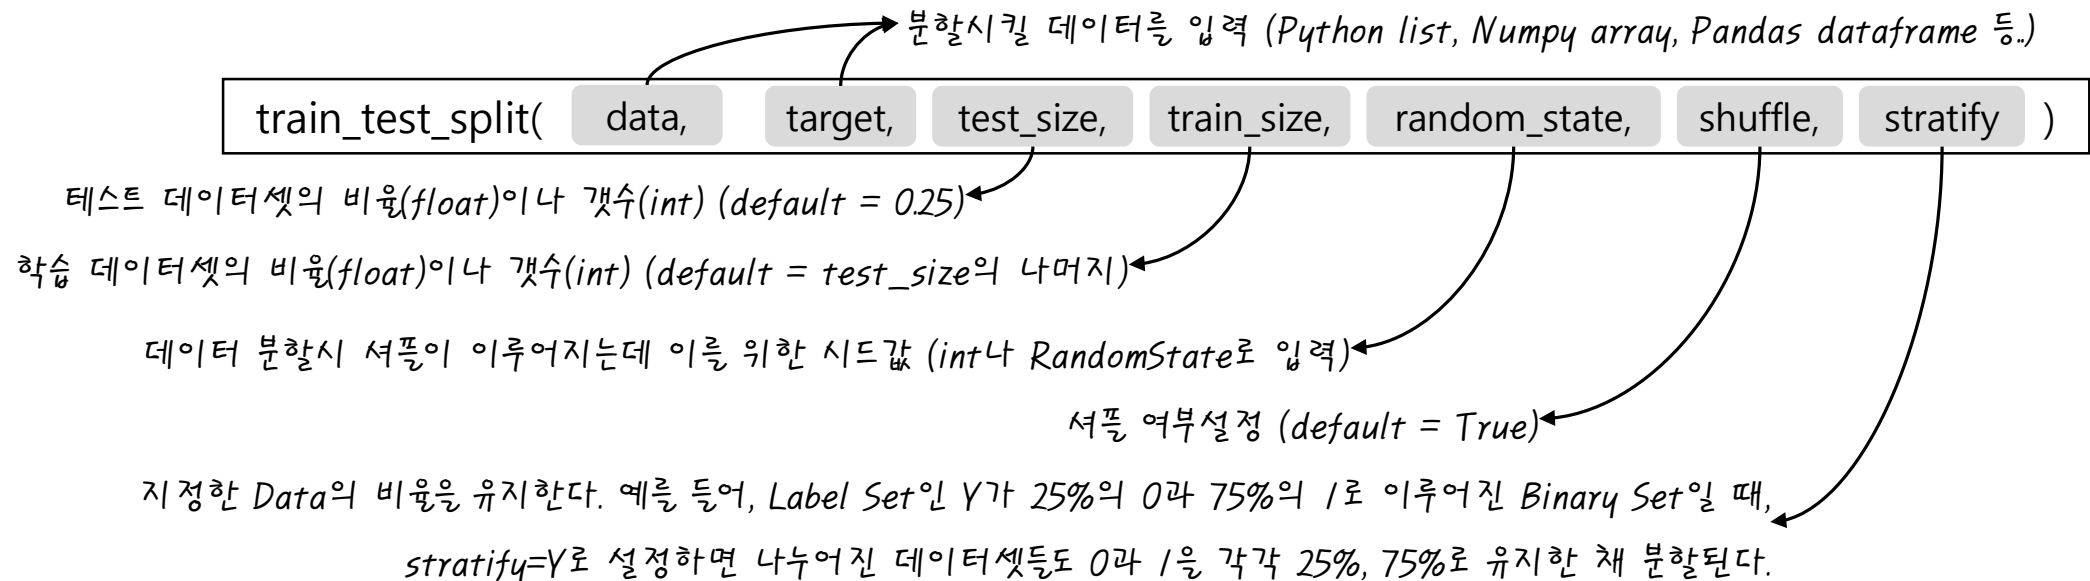 분할시킬 데이터를 입력 (Python list, Numpy array, Pandas dataframe 등..)
train_test_split( data, target, test_size, train_size, random_state, shuffle, stratify )
테스트 데이터셋의 비율(float)이나 갯수(int) (default = 0.25)
학습 데이터셋의 비율(float)이나 갯수(int) (default = test_size의 나머지)
데이터 분할시 셔플이 이루어지는데 이를 위한 시드값 (int나 RandomState로 입력)
셔플 여부설정 (default = True)
지정한 Data의 비율을 유지한다. 예를 들어, Label Set인 Y가 25%의 0과 75%의 1로 이루어진 Binary Set일 때,
stratify=Y로 설정하면 나누어진 데이터셋들도 0과 1을 각각 25%, 75%로 유지한 채 분할된다.